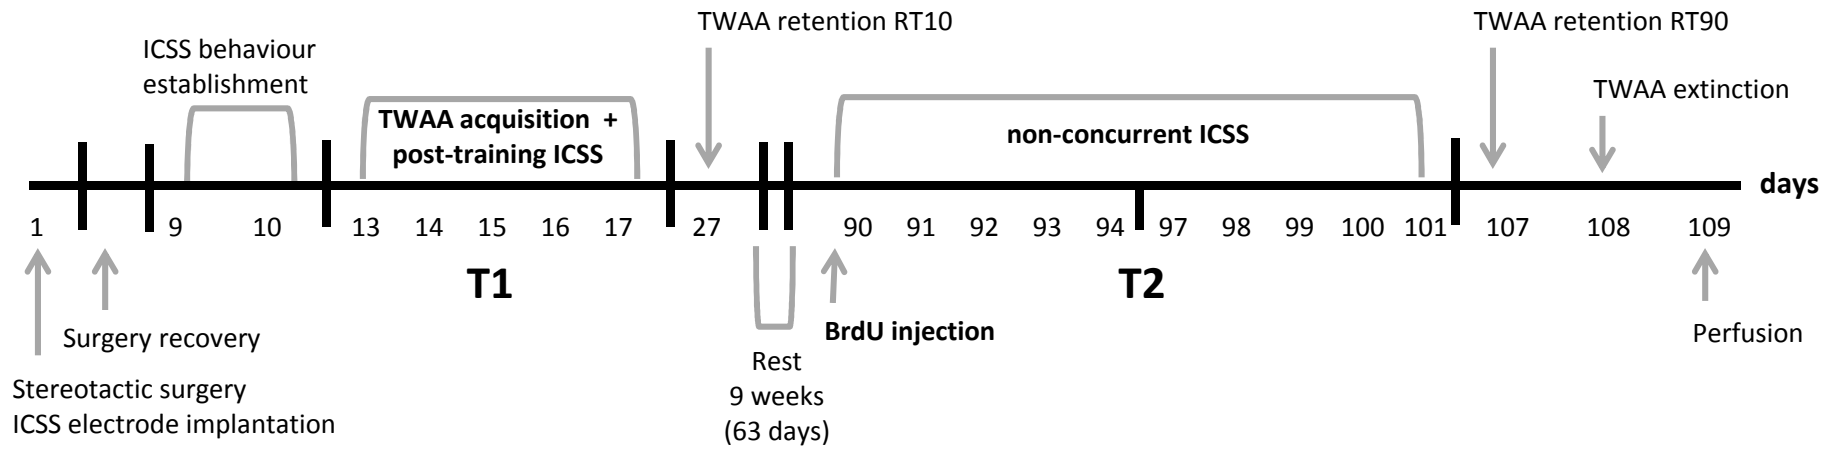 TWAA retention RT10
TWAA retention RT90
ICSS behaviour
establishment
TWAA extinction
TWAA acquisition +
post-training ICSS
non-concurrent ICSS
days
1 9 10 13 14 15 16 17 27 90 91 92 93 94 97 98 99 100 101 107 108 109
T1
T2
Surgery recovery
BrdU injection
Perfusion
Rest
9 weeks
(63 days)
Stereotactic surgery
ICSS electrode implantation